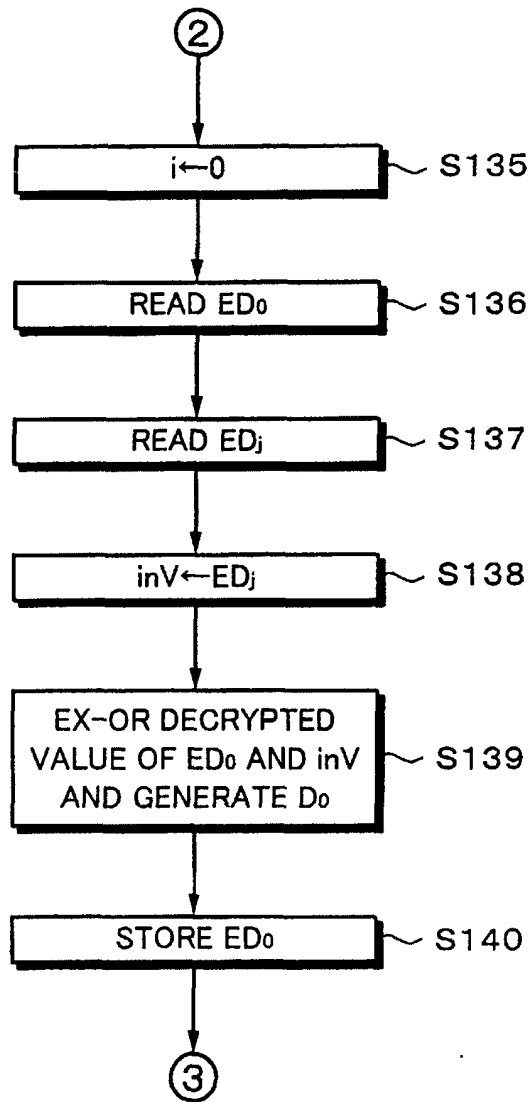 ②
i←0
S135
READ ED₀
S136
READ EDⱼ
S137
inV←EDⱼ
S138
EX-OR DECRYPTED
VALUE OF ED₀ AND inV
AND GENERATE D₀
S139
STORE ED₀
S140
③